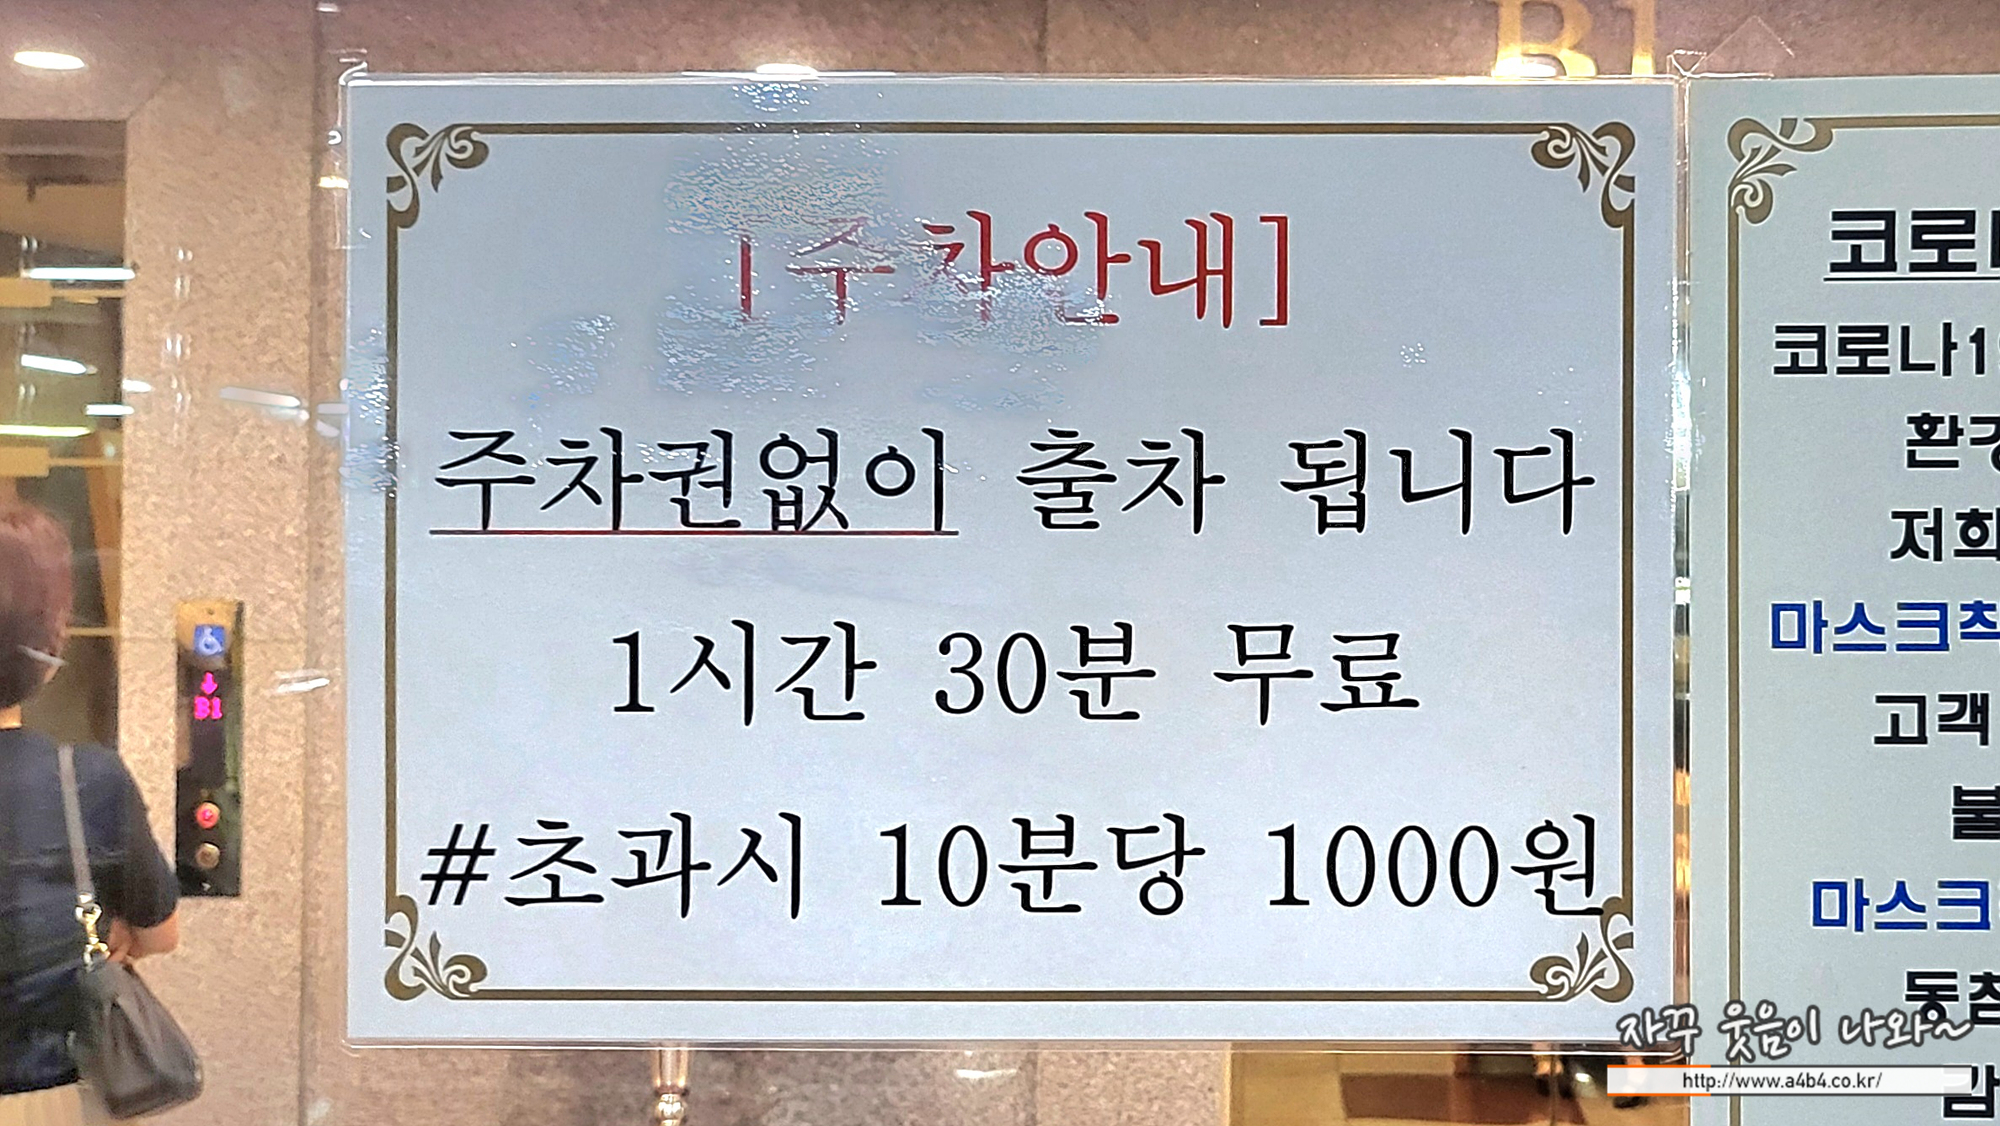 B1
[주차안내]
주차권없이 출차 됩니다
1시간 30분 무료
#초과시 10분당 1000원
코로
코로나1
저희
마스크착
고객
불
마스크
B1
자꾸 웃음이 나와~
http://www.a4b4.co.kr/